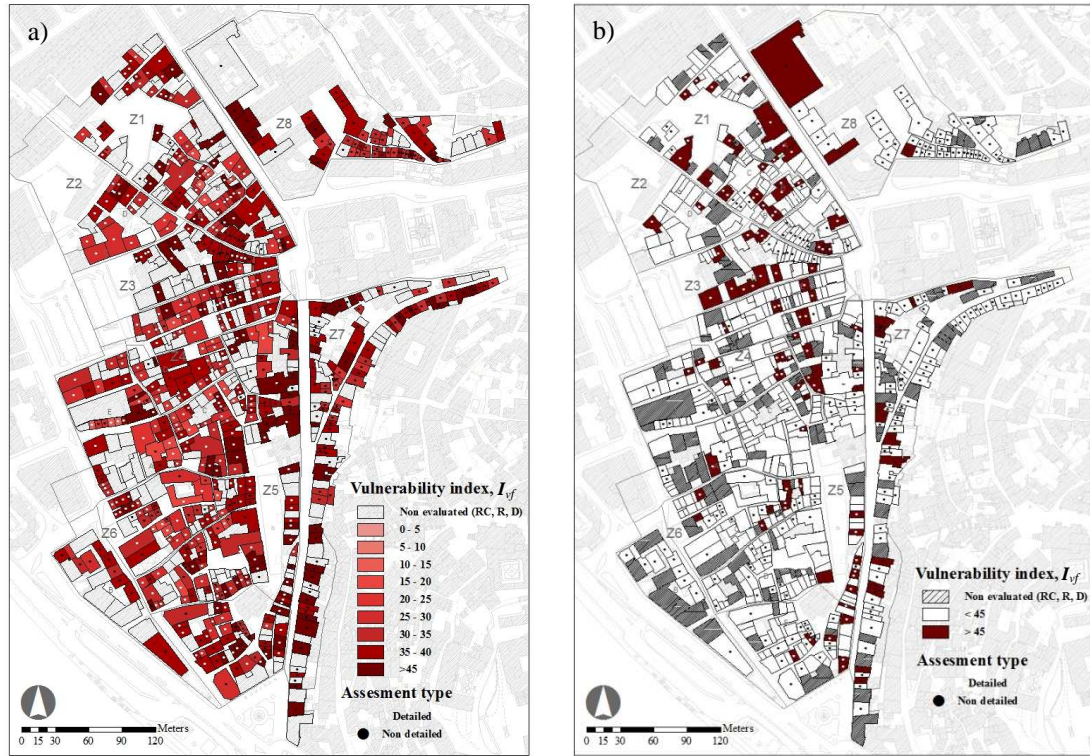 a)
Z1
Z8
Z2
Z3
Z7
Z4
Z5
Z6
Vulnerability index, Ivf
Non evaluated (RC, R, D)
0 - 5
5 - 10
10 - 15
15 - 20
20 - 25
25 - 30
30 - 35
35 - 40
>45
Assesment type
Detailed
Non detailed
Meters
0 15 30 60 90 120
b)
Z1
Z8
Z2
Z3
Z7
Z4
Z5
Z6
Vulnerability index, Ivf
Non evaluated (RC, R, D)
< 45
> 45
Assesment type
Detailed
Non detailed
Meters
0 15 30 60 90 120